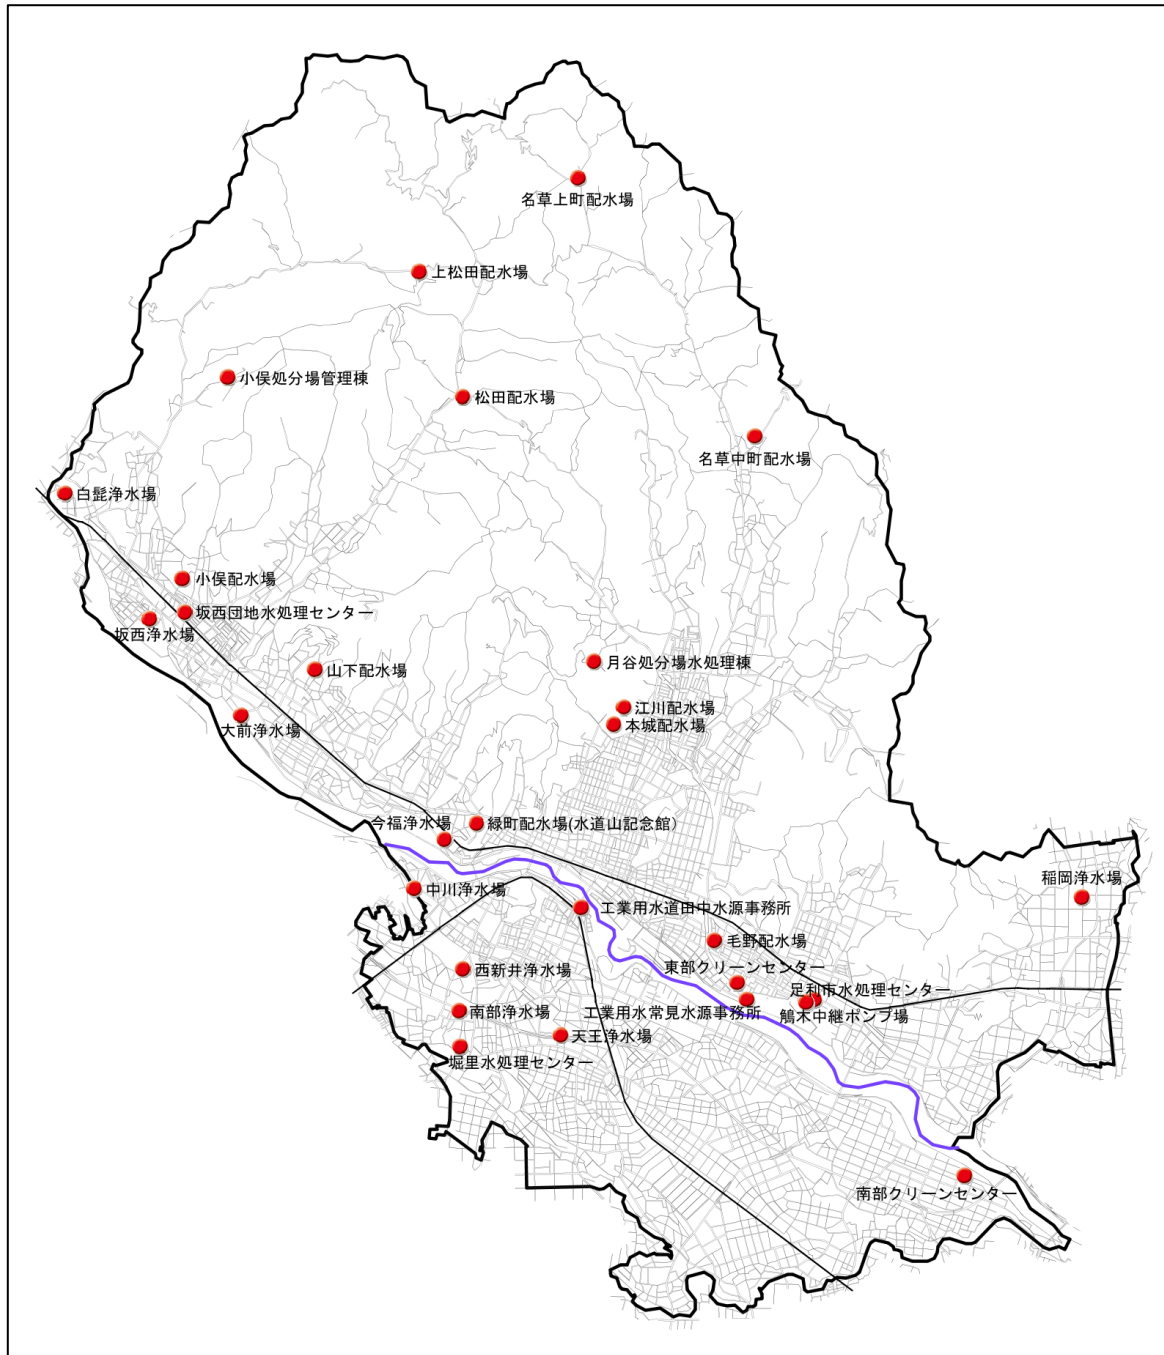 名草上町配水場
上松田配水場
小俣処分場管理棟
松田配水場
名草中町配水場
白髭浄水場
小俣配水場
坂西団地水処理センター
坂西浄水場
月谷処分場水処理棟
山下配水場
江川配水場
本城配水場
大前浄水場
今福浄水場
緑町配水場(水道山記念館)
稲岡浄水場
中川浄水場
工業用水道田中水源事務所
毛野配水場
東部クリーンセンター
西新井浄水場
足利市水処理センター
南部浄水場
工業用水常見水源事務所
鵤木中継ポンプ場
天王浄水場
堀里水処理センター
南部クリーンセンター